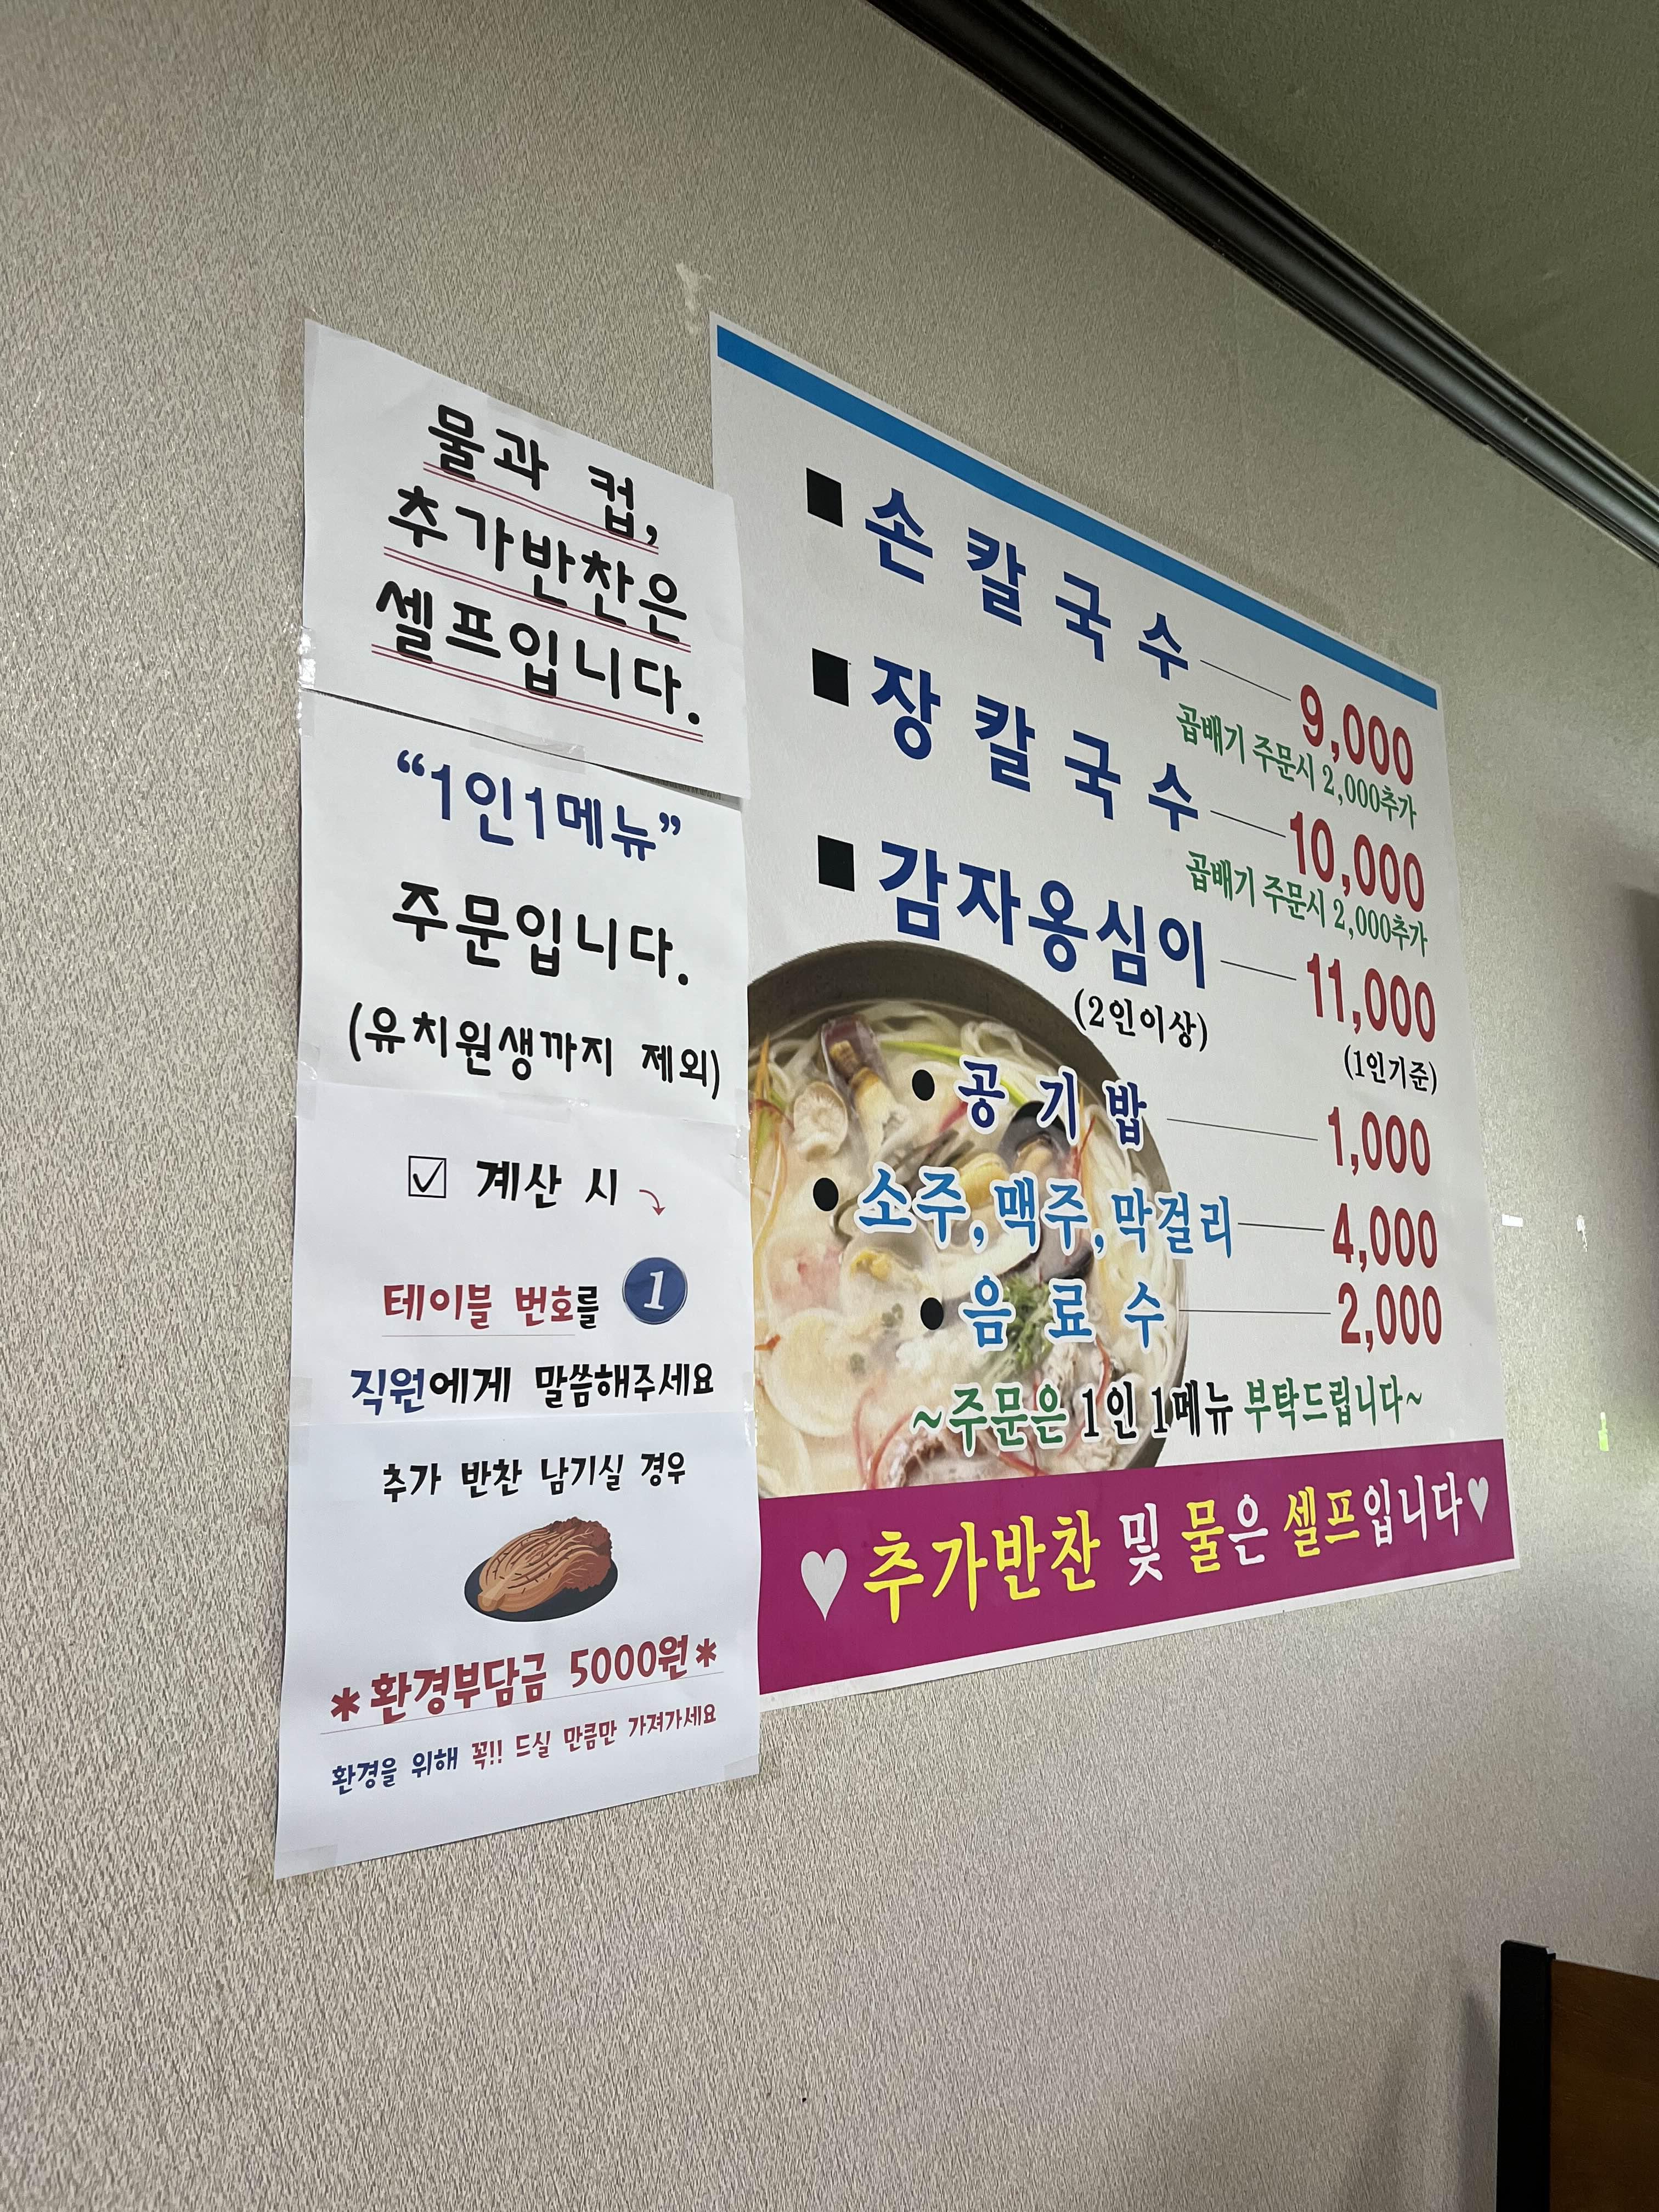 물과 컵,
추가반찬은
셀프입니다.
“1인1메뉴”
주문입니다.
(유치원생까지 제외)
☑ 계산 시
테이블 번호를 1
직원에게 말씀해주세요
추가 반찬 남기실 경우
*환경부담금 5000원*
환경을 위해 꼭!! 드실 만큼만 가져가세요
■ 손칼국수 9,000
곱배기 주문시 2,000추가
■ 장칼국수 10,000
곱배기 주문시 2,000추가
■ 감자옹심이 11,000
(2인이상) (1인기준)
● 공기밥 1,000
● 소주,맥주,막걸리 4,000
● 음료수 2,000
~주문은 1인 1메뉴 부탁드립니다~
♥추가반찬 및 물은 셀프입니다♥